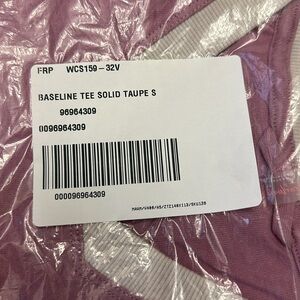 FRP WCS159-32V
BASELINE TEE SOLID TAUPE S
96964309
0096964309
000096964309